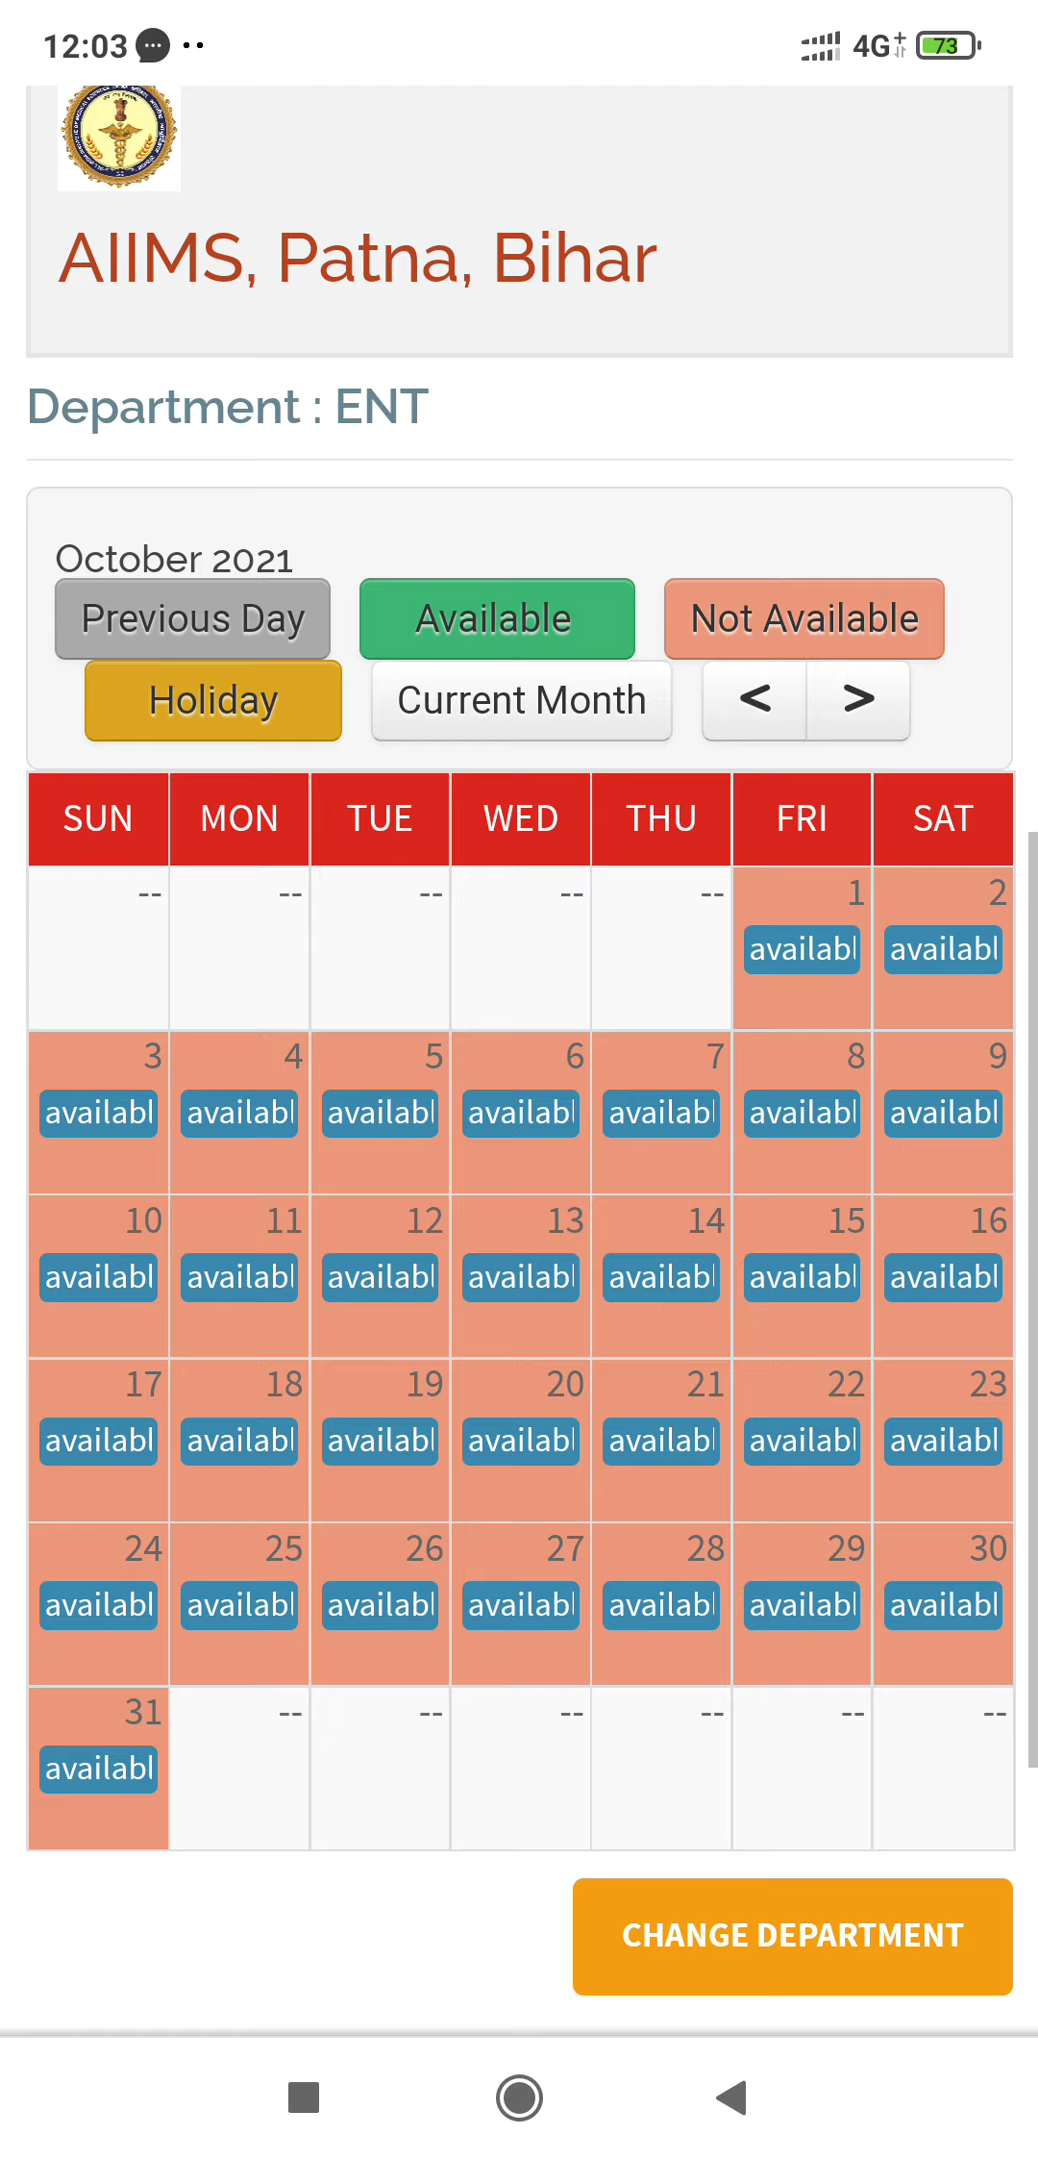 12:03
4G+ 73
AIIMS, Patna, Bihar
Department : ENT
October 2021
Previous Day Available Not Available
Holiday Current Month < >
SUN MON TUE WED THU FRI SAT
-- -- -- -- -- 1 2
availabl availabl
3 4 5 6 7 8 9
availabl availabl availabl availabl availabl availabl availabl
10 11 12 13 14 15 16
availabl availabl availabl availabl availabl availabl availabl
17 18 19 20 21 22 23
availabl availabl availabl availabl availabl availabl availabl
24 25 26 27 28 29 30
availabl availabl availabl availabl availabl availabl availabl
31 -- -- -- -- -- --
availabl
CHANGE DEPARTMENT